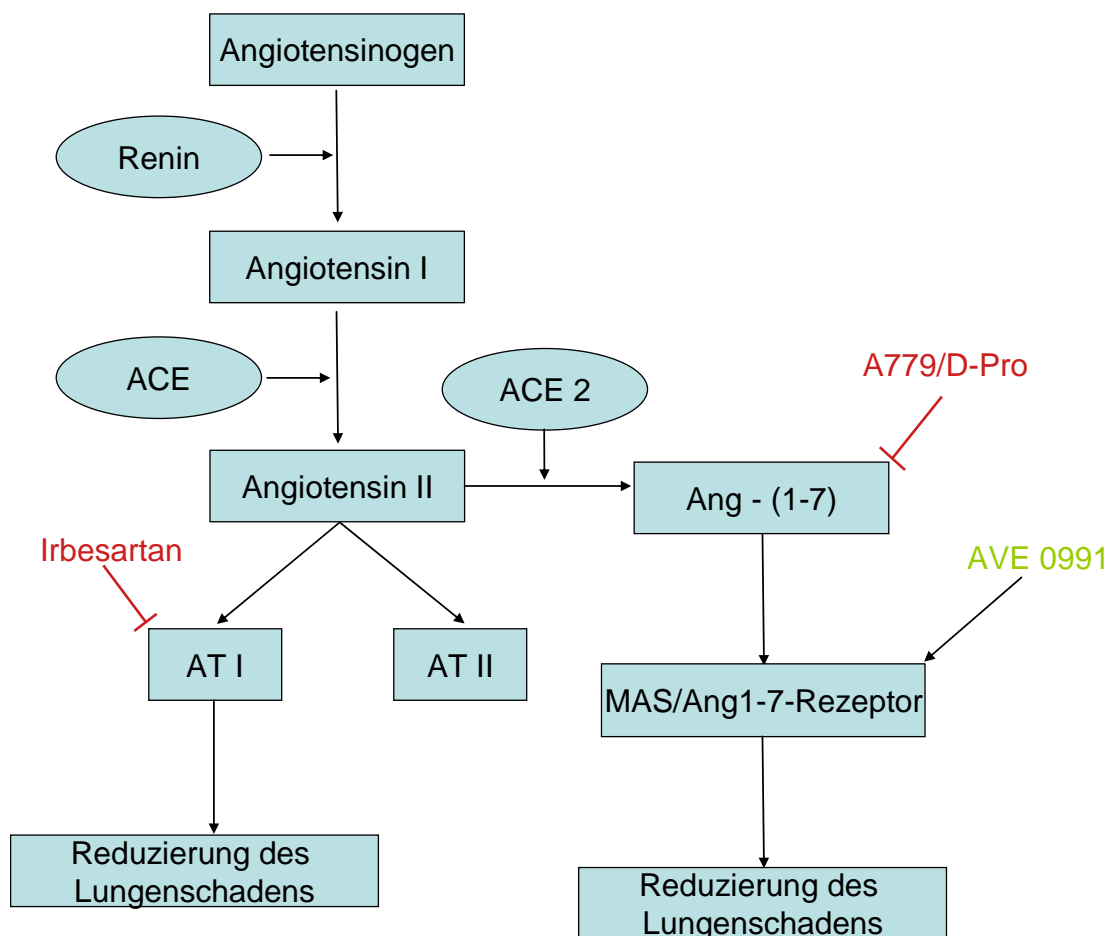 Angiotensinogen
Renin
Angiotensin I
ACE
ACE 2
A779/D-Pro
Angiotensin II
Ang - (1-7)
Irbesartan
AVE 0991
AT I
AT II
MAS/Ang1-7-Rezeptor
Reduzierung des
Lungenschadens
Reduzierung des
Lungenschadens